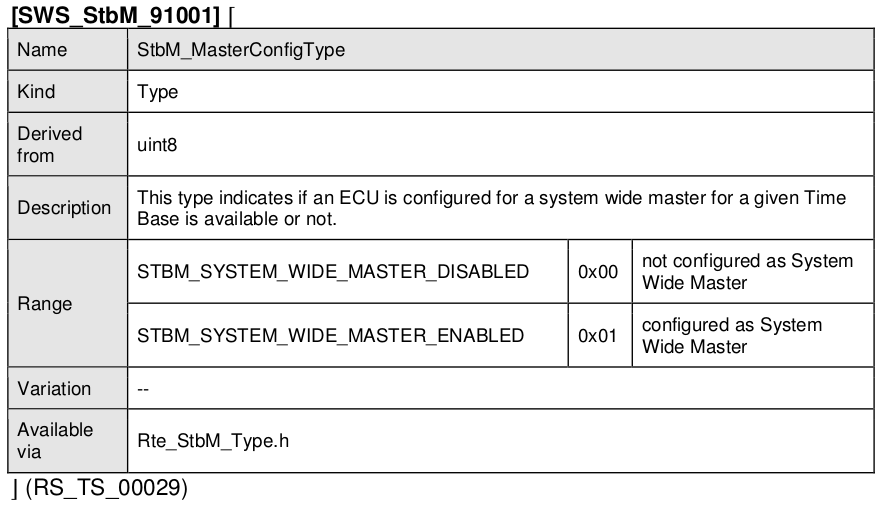 [SWS_StbM_91001] ⌈
Name StbM_MasterConfigType
Kind Type
Derived
from
uint8
Description
This type indicates if an ECU is configured for a system wide master for a given Time
Base is available or not.
Range
STBM_SYSTEM_WIDE_MASTER_DISABLED 0x00
not configured as System
Wide Master
STBM_SYSTEM_WIDE_MASTER_ENABLED 0x01
configured as System
Wide Master
Variation --
Available
via
Rte_StbM_Type.h
⌋ (RS_TS_00029)